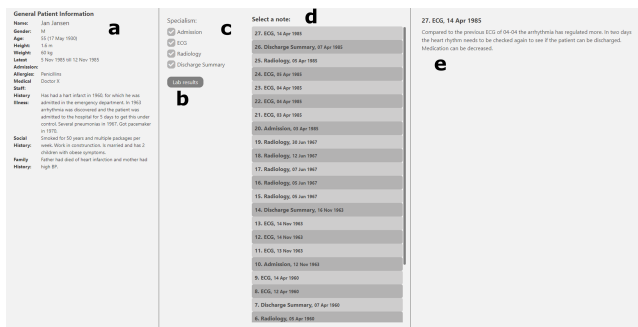 General Patient Information
a
Name: Jan Jansen
Gender: M
Age: 55 (17 May 1930)
Height: 1.6 m
Weight: 60 kg
Latest Admission: 5 Nov 1985 till 12 Nov 1985
Allergies: Penicilins
Medical Staff: Doctor X
History Illness: Has had a hart infarct in 1960, for which he was
admitted in the emergency department. In 1963
arrhythmia was discovered and the patient was
admitted to the hospital for 5 days to get this under
control. Several pneumonias in 1967. Got pacemaker
in 1970.
Social History: Smoked for 50 years and multiple packages per
week. Work in construnction. Is married and has 2
children with obese symptoms.
Family History: Father had died of heart infarction and mother had
high BP.
Specialism:
c
Admission
ECG
Radiology
Discharge Summary
Lab results
b
Select a note:
d
27. ECG, 14 Apr 1985
26. Discharge Summary, 07 Apr 1985
25. Radiology, 05 Apr 1985
24. ECG, 05 Apr 1985
23. ECG, 04 Apr 1985
22. ECG, 04 Apr 1985
21. ECG, 03 Apr 1985
20. Admission, 03 Apr 1985
19. Radiology, 30 Jun 1967
18. Radiology, 12 Jun 1967
17. Radiology, 07 Jun 1967
16. Radiology, 05 Jun 1967
15. Radiology, 05 Jun 1967
14. Discharge Summary, 16 Nov 1963
13. ECG, 14 Nov 1963
12. ECG, 14 Nov 1963
11. ECG, 13 Nov 1963
10. Admission, 12 Nov 1963
9. ECG, 14 Apr 1960
8. ECG, 12 Apr 1960
7. Discharge Summary, 07 Apr 1960
6. Radiology, 05 Apr 1960
27. ECG, 14 Apr 1985
Compared to the previous ECG of 04-04 the arrhythmia has regulated more. In two days
the heart rhythm needs to be checked again to see if the patient can be discharged.
Medication can be decreased.
e